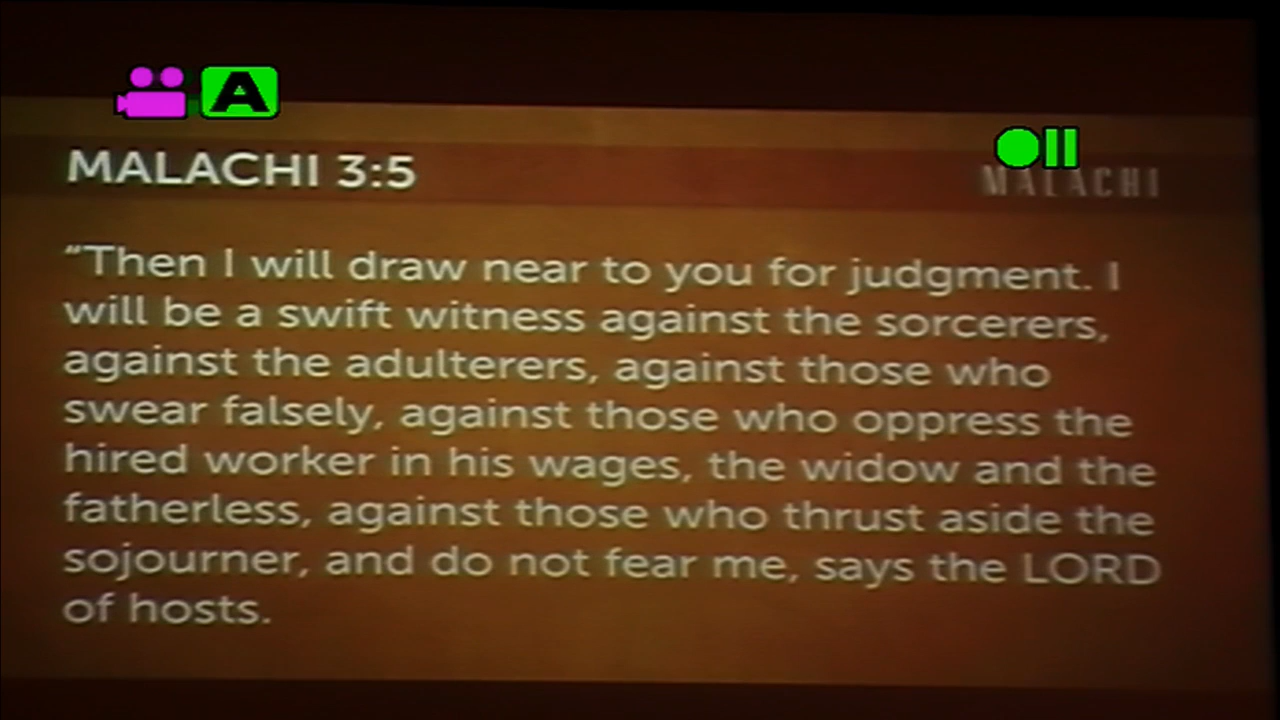 A
MALACHI 3:5
MALACHI
“Then I will draw near to you for judgment. I
will be a swift witness against the sorcerers,
against the adulterers, against those who
swear falsely, against those who oppress the
hired worker in his wages, the widow and the
fatherless, against those who thrust aside the
sojourner, and do not fear me, says the LORD
of hosts.